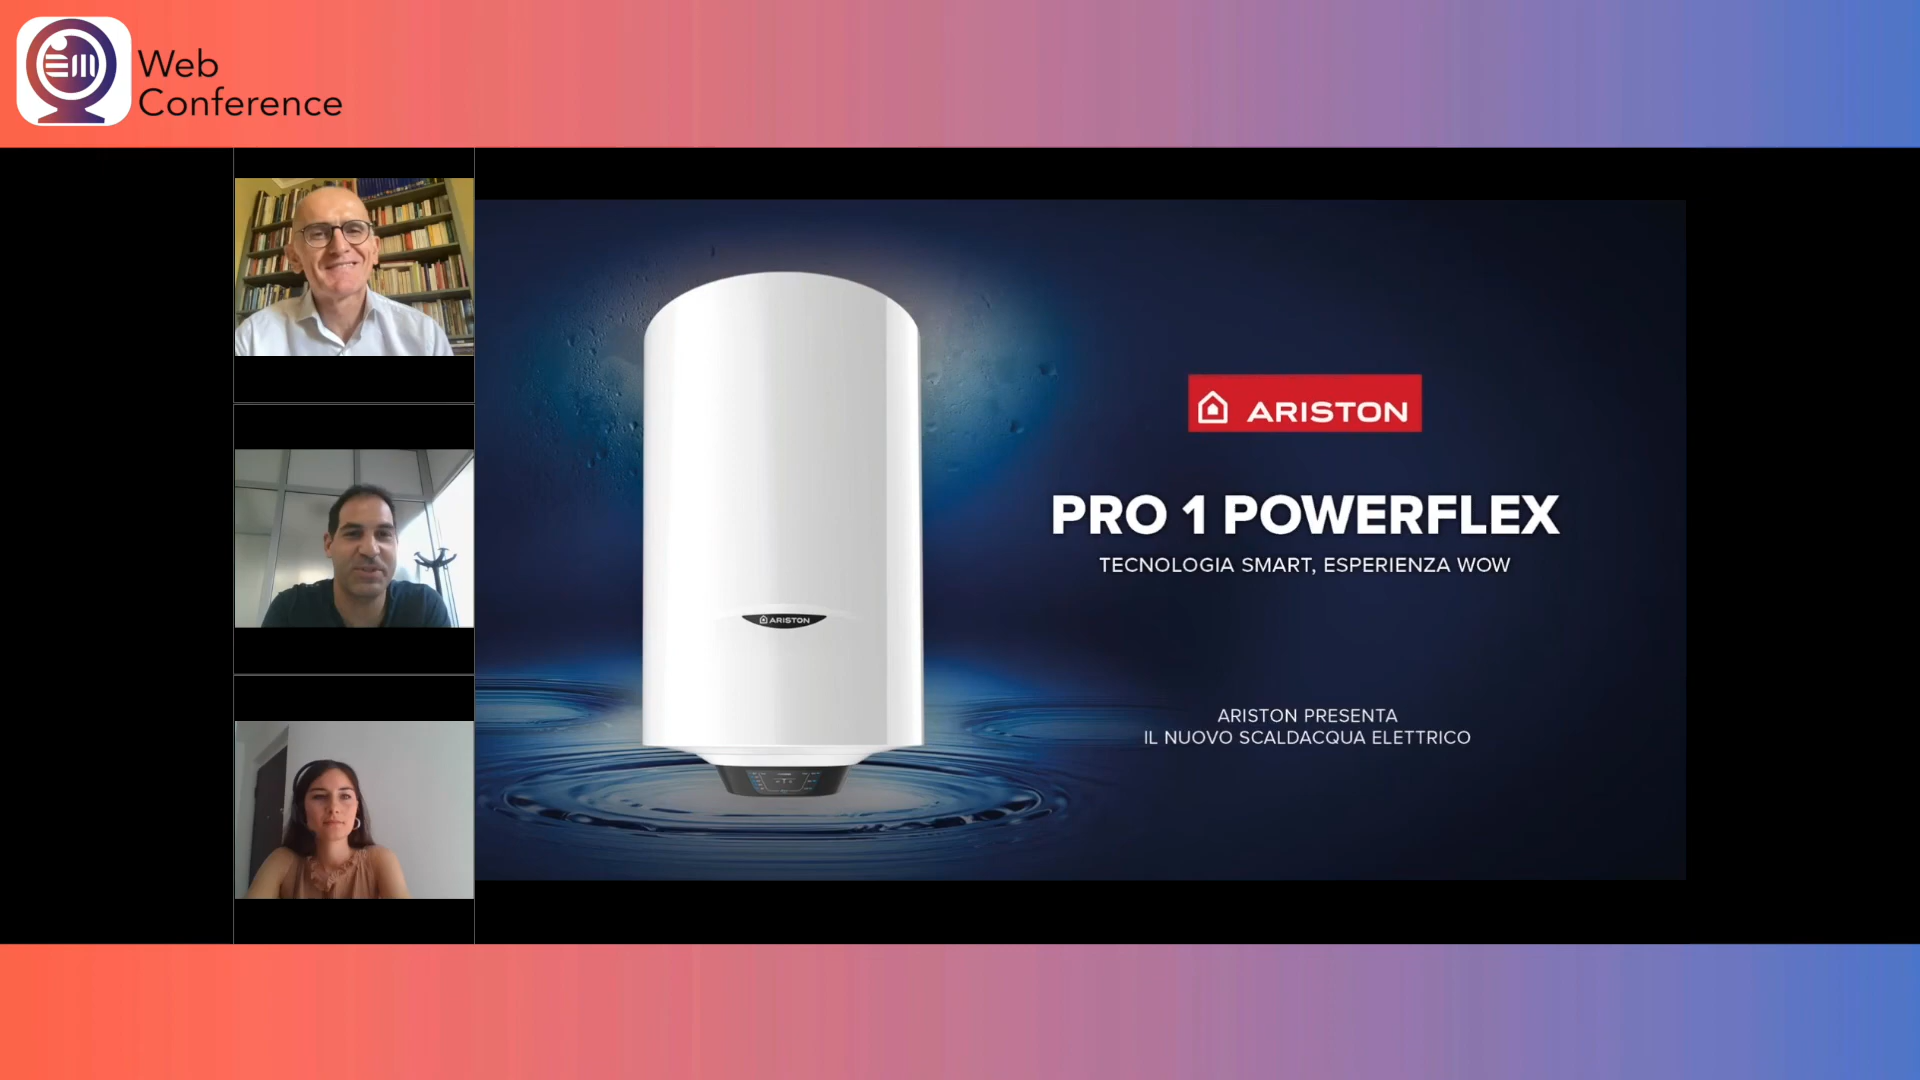 Web
Conference
ARISTON
PRO 1 POWERFLEX
TECNOLOGIA SMART, ESPERIENZA WOW
ARISTON
ARISTON PRESENTA
IL NUOVO SCALDACQUA ELETTRICO